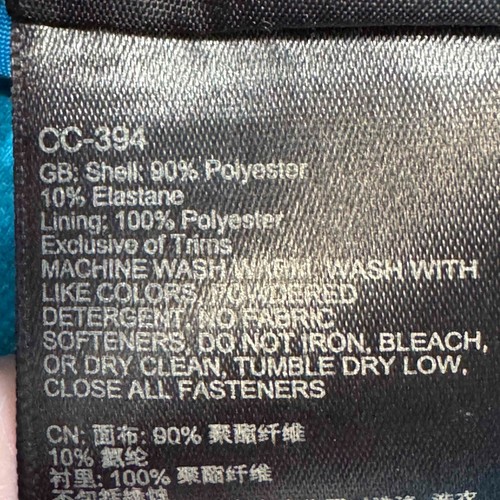 CC-394
GB: Shell: 90% Polyester
10% Elastane
Lining: 100% Polyester
Exclusive of Trims
MACHINE WASH WARM, WASH WITH
LIKE COLORS, POWDERED
DETERGENT, NO FABRIC
SOFTENERS, DO NOT IRON, BLEACH,
OR DRY CLEAN, TUMBLE DRY LOW,
CLOSE ALL FASTENERS
CN: 面布: 90% 聚酯纤维
10% 氨纶
衬里: 100% 聚酯纤维